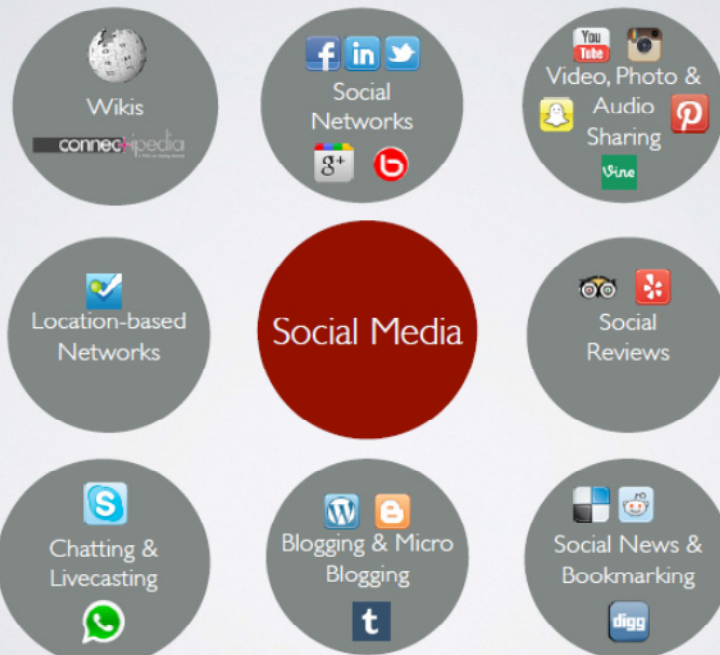 You
Tube
Wikis
connectipedia
f
in
Social
Networks
g+
Video, Photo &
Audio
Sharing
Vine
Location-based
Networks
Social Media
Social
Reviews
S
Chatting &
Livecasting
W
B
Blogging & Micro
Blogging
t
Social News &
Bookmarking
digg